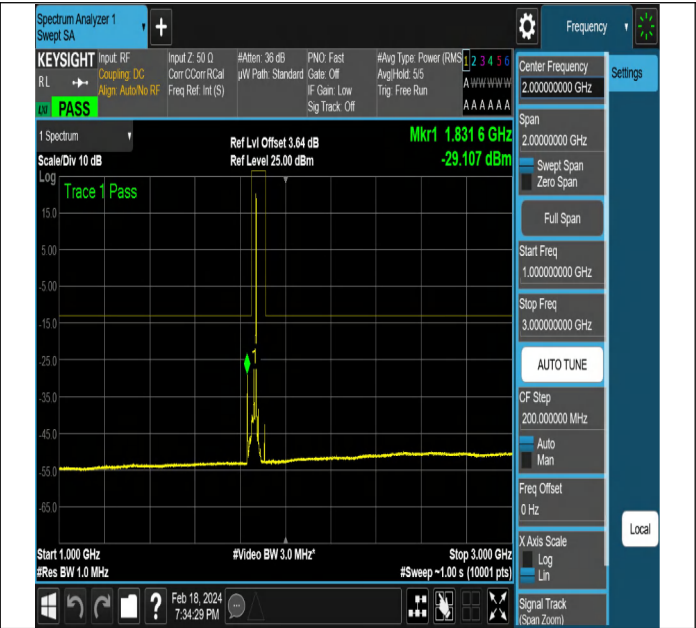 Spectrum Analyzer 1
Swept SA
+
Frequency
KEYSIGHT
RL
PASS
Input: RF
Coupling: DC
Align: Auto/No RF
Input Z: 50 Ω
Corr CCorr RCal
Freq Ref: Int (S)
#Atten: 36 dB
µW Path: Standard
PNO: Fast
Gate: Off
IF Gain: Low
Sig Track: Off
#Avg Type: Power (RMS
Avg|Hold: 5/5
Trig: Free Run
1 2 3 4 5 6
A W W W W W
A A A A A A
1 Spectrum
Scale/Div 10 dB
Ref Lvl Offset 3.64 dB
Ref Level 25.00 dBm
Mkr1 1.831 6 GHz
-29.107 dBm
Log
Trace 1 Pass
15.0
5.00
-5.00
-15.0
-25.0
-35.0
-45.0
-55.0
-65.0
Start 1.000 GHz
#Res BW 1.0 MHz
#Video BW 3.0 MHz*
Stop 3.000 GHz
#Sweep ~1.00 s (10001 pts)
Feb 18, 2024
7:34:29 PM
?
Center Frequency
2.000000000 GHz
Settings
Span
2.00000000 GHz
Swept Span
Zero Span
Full Span
Start Freq
1.000000000 GHz
Stop Freq
3.000000000 GHz
AUTO TUNE
CF Step
200.000000 MHz
Auto
Man
Freq Offset
0 Hz
X Axis Scale
Log
Lin
Local
Signal Track
(Span Zoom)